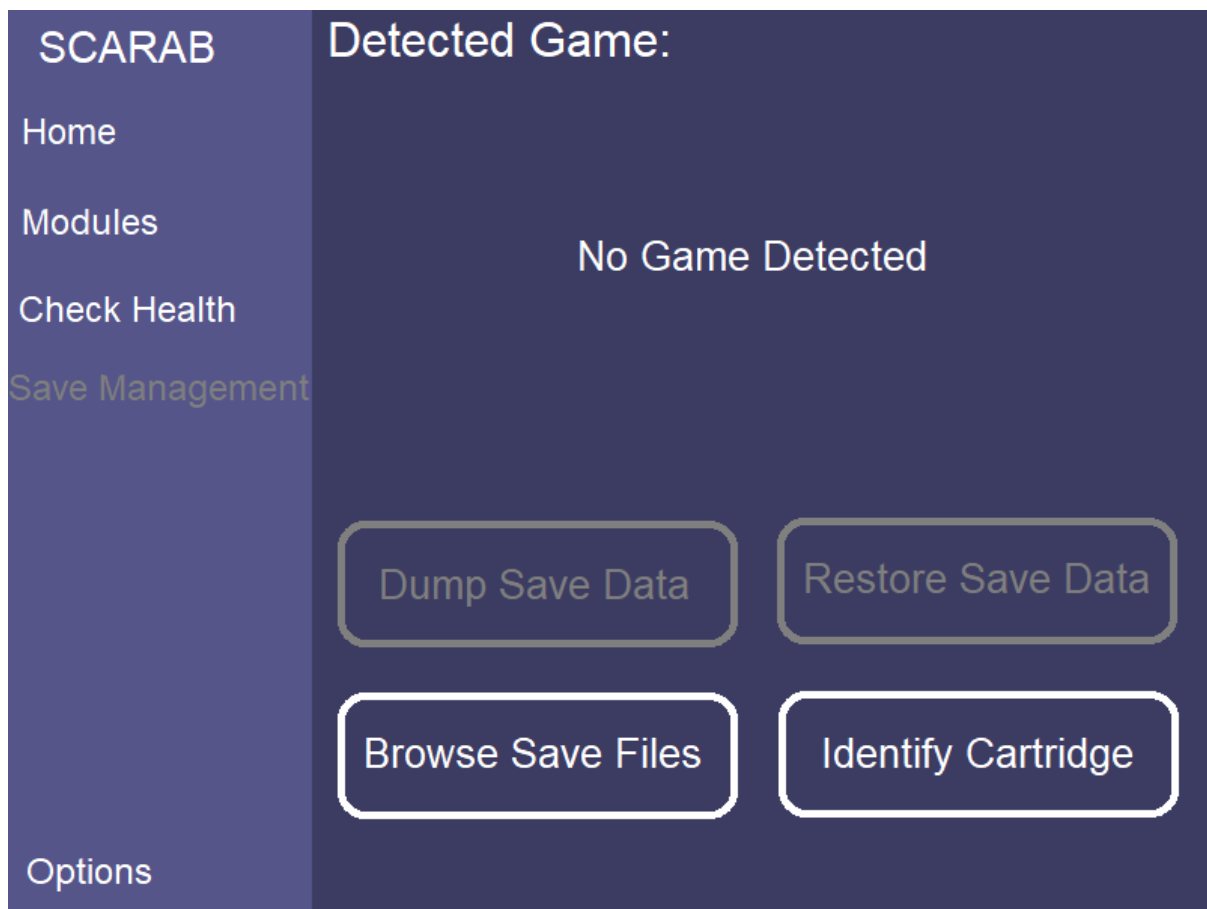 SCARAB
Home
Modules
Check Health
Save Management
Options
Detected Game:
No Game Detected
Dump Save Data
Restore Save Data
Browse Save Files
Identify Cartridge